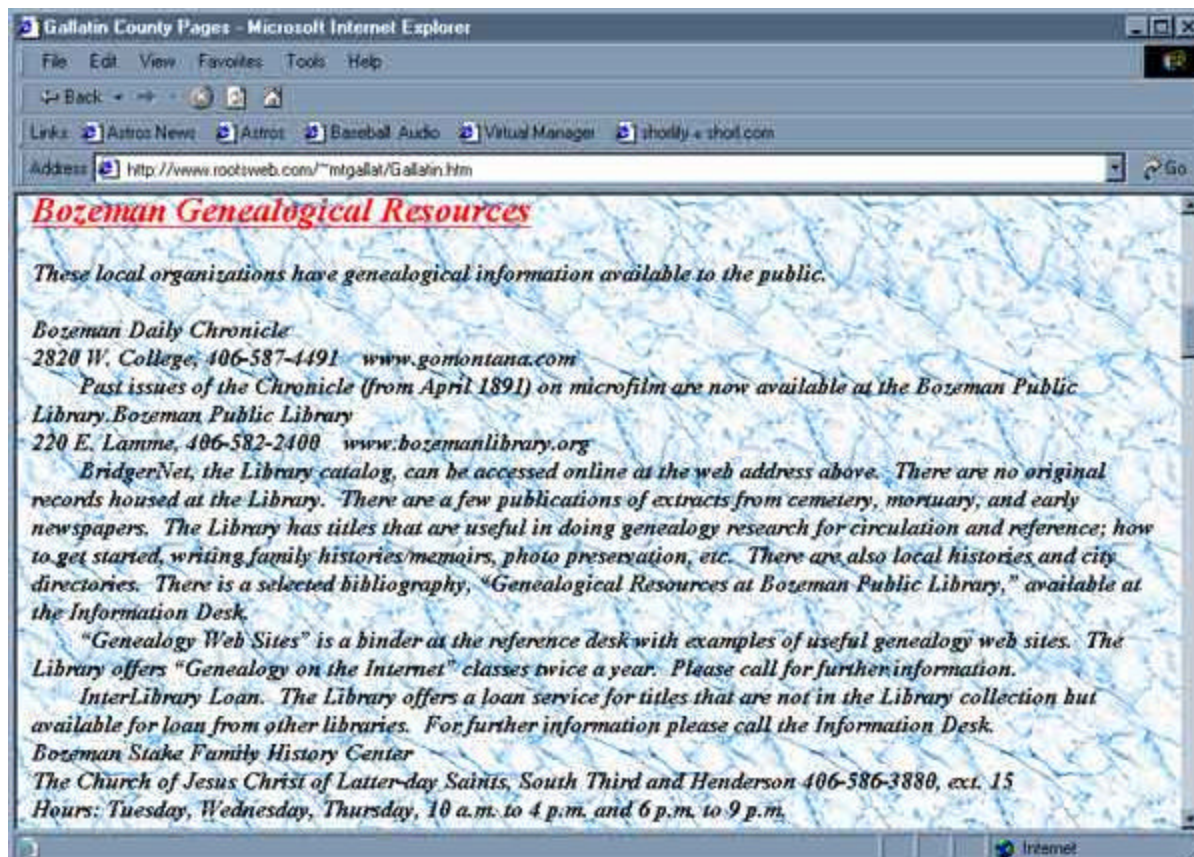 Gallatin County Pages - Microsoft Internet Explorer
File Edit View Favorites Tools Help
Back
Links Astros News Astros Baseball Audio Virtual Manager shortify a shorl.com
Address http://www.rootsweb.com/~mtgallat/Gallatin.htm Go
Bozeman Genealogical Resources
These local organizations have genealogical information available to the public.
Bozeman Daily Chronicle
2820 W. College, 406-587-4491 www.gomontana.com
Past issues of the Chronicle (from April 1891) on microfilm are now available at the Bozeman Public
Library.Bozeman Public Library
220 E. Lamme, 406-582-2400 www.bozemanlibrary.org
BridgerNet, the Library catalog, can be accessed online at the web address above. There are no original
records housed at the Library. There are a few publications of extracts from cemetery, mortuary, and early
newspapers. The Library has titles that are useful in doing genealogy research for circulation and reference; how
to get started, writing family histories/memoirs, photo preservation, etc. There are also local histories and city
directories. There is a selected bibliography, “Genealogical Resources at Bozeman Public Library,” available at
the Information Desk.
“Genealogy Web Sites” is a binder at the reference desk with examples of useful genealogy web sites. The
Library offers “Genealogy on the Internet” classes twice a year. Please call for further information.
InterLibrary Loan. The Library offers a loan service for titles that are not in the Library collection but
available for loan from other libraries. For further information please call the Information Desk.
Bozeman Stake Family History Center
The Church of Jesus Christ of Latter-day Saints, South Third and Henderson 406-586-3880, ext. 15
Hours: Tuesday, Wednesday, Thursday, 10 a.m. to 4 p.m. and 6 p.m. to 9 p.m.
Internet